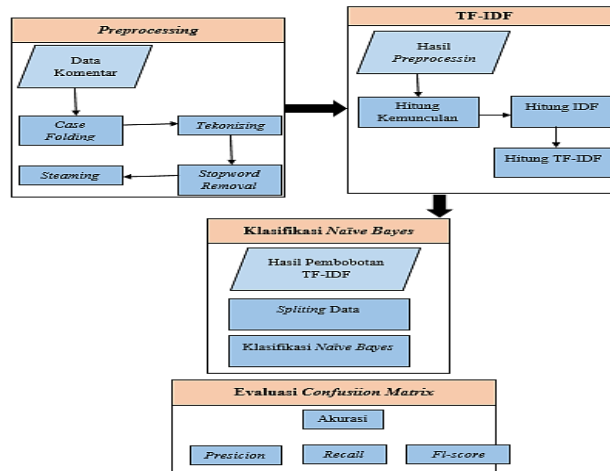 Preprocessing
Data
Komentar
Case
Folding
Tekonizing
Steaming
Stopword
Removal
TF-IDF
Hasil
Preprocessin
Hitung
Kemunculan
Hitung IDF
Hitung TF-IDF
Klasifikasi Naïve Bayes
Hasil Pembobotan
TF-IDF
Spliting Data
Klasifikasi Naïve Bayes
Evaluasi Confusiion Matrix
Akurasi
Presicion
Recall
F1-score